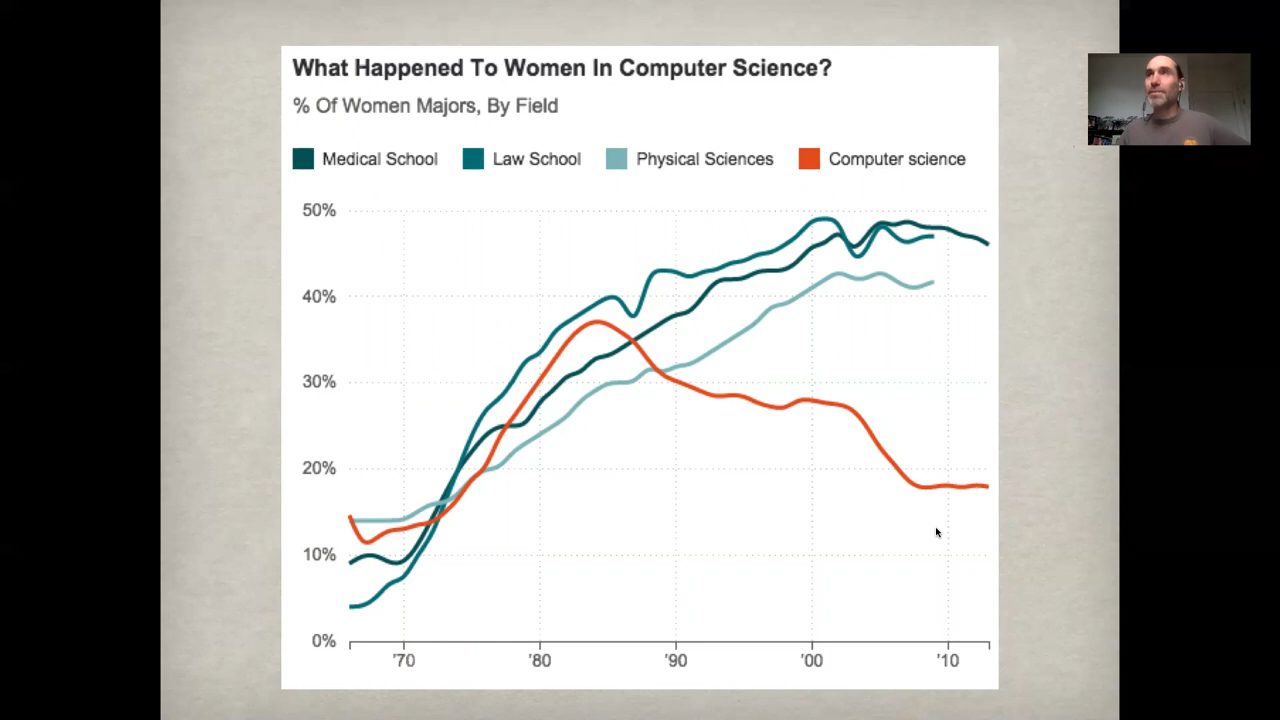 What Happened To Women In Computer Science?
% Of Women Majors, By Field
Medical School Law School Physical Sciences Computer science
50%
40%
30%
20%
10%
0%
'70 '80 '90 '00 '10